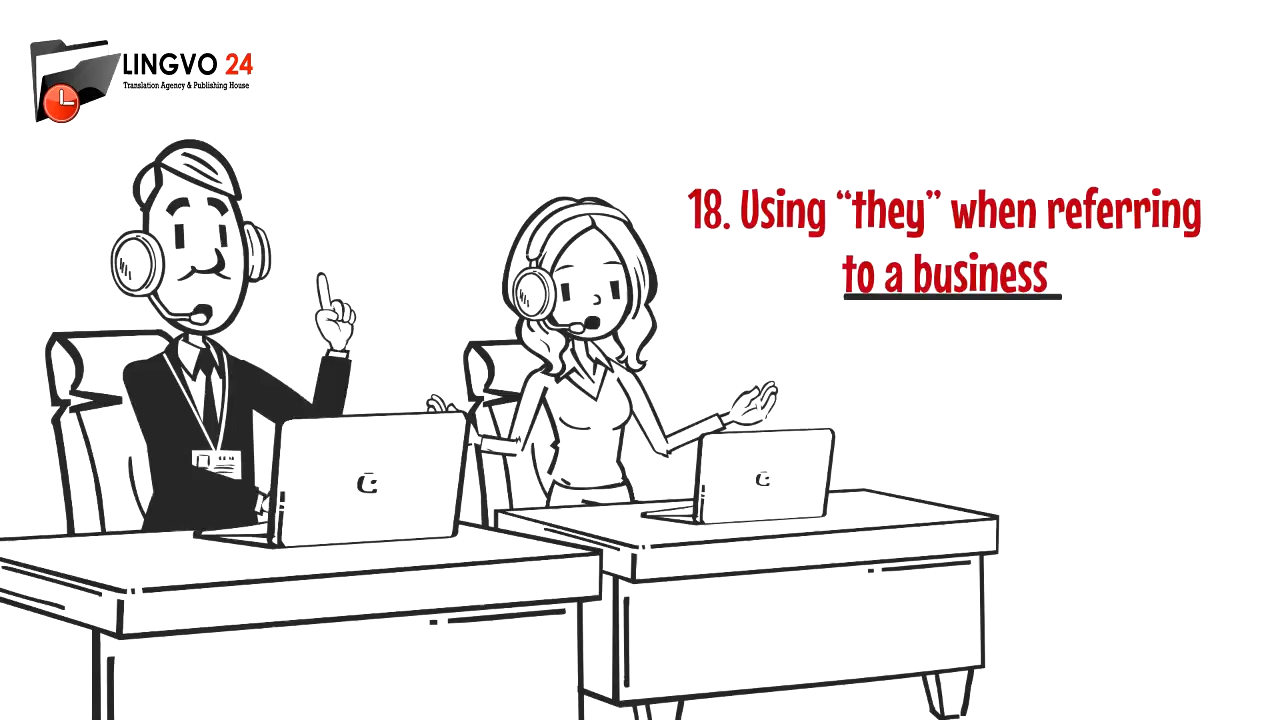 LINGVO 24
Translation Agency & Publishing House
18. Using “they” when referring
to a business